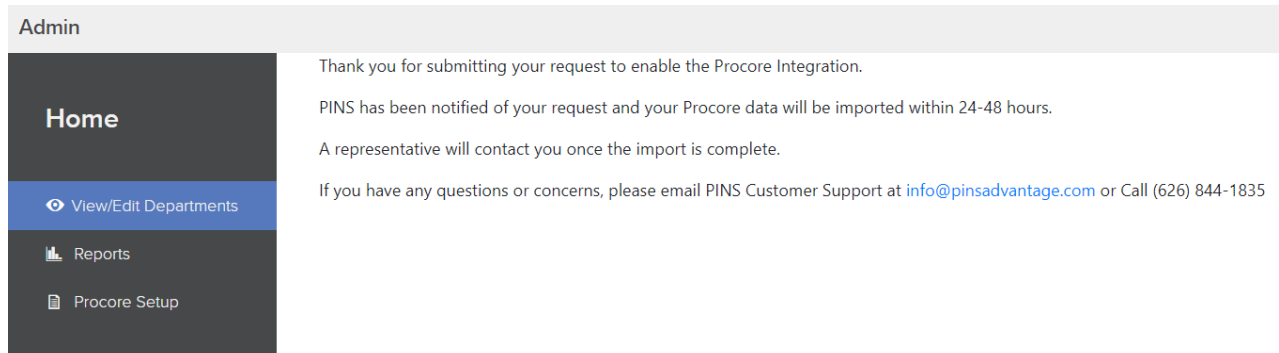 Admin
Home
View/Edit Departments
Reports
Procore Setup
Thank you for submitting your request to enable the Procore Integration.
PINS has been notified of your request and your Procore data will be imported within 24-48 hours.
A representative will contact you once the import is complete.
If you have any questions or concerns, please email PINS Customer Support at info@pinsadvantage.com or Call (626) 844-1835